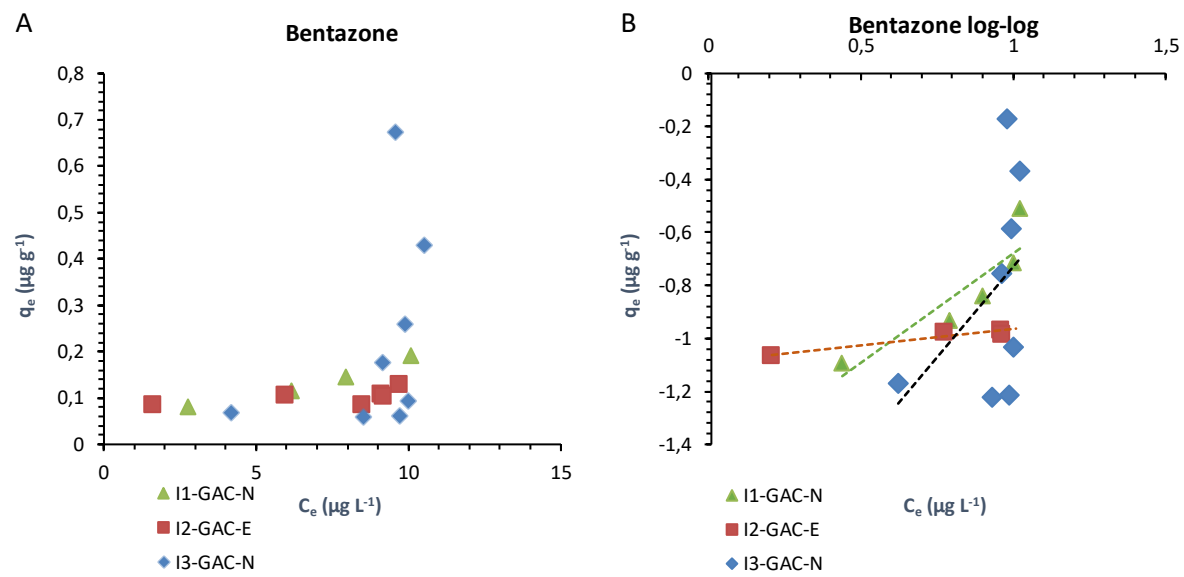 A
Bentazone
0,8
0,7
0,6
0,5
0,4
0,3
0,2
0,1
0
qe (µg g-1)
0 5 10 15
Ce (µg L-1)
I1-GAC-N
I2-GAC-E
I3-GAC-N
B
Bentazone log-log
0 0,5 1 1,5
0
-0,2
-0,4
-0,6
-0,8
-1
-1,2
-1,4
qe (µg g-1)
Ce (µg L-1)
I1-GAC-N
I2-GAC-E
I3-GAC-N